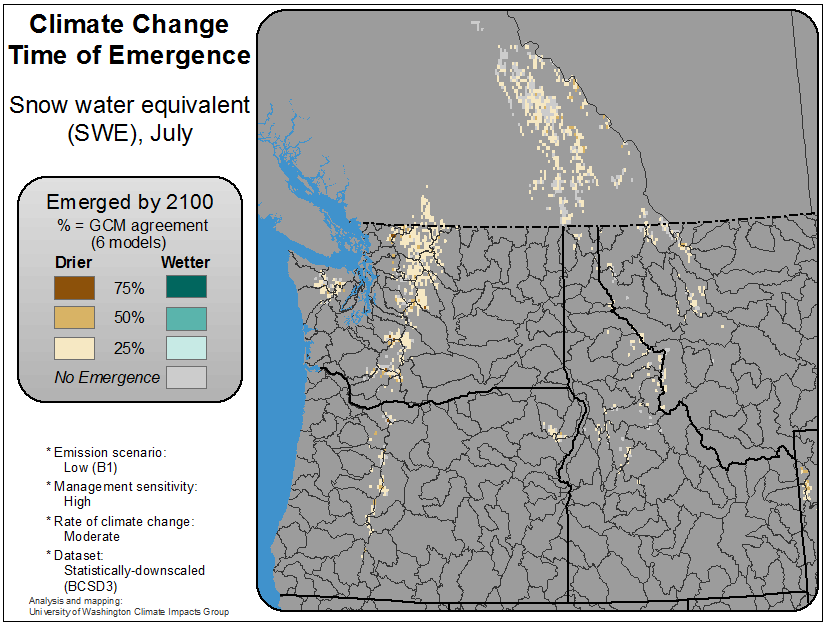 Climate Change
Time of Emergence
Snow water equivalent
(SWE), July
Emerged by 2100
% = GCM agreement
(6 models)
Drier Wetter
75%
50%
25%
No Emergence
* Emission scenario:
Low (B1)
* Management sensitivity:
High
* Rate of climate change:
Moderate
* Dataset:
Statistically-downscaled
(BCSD3)
Analysis and mapping:
University of Washington Climate Impacts Group